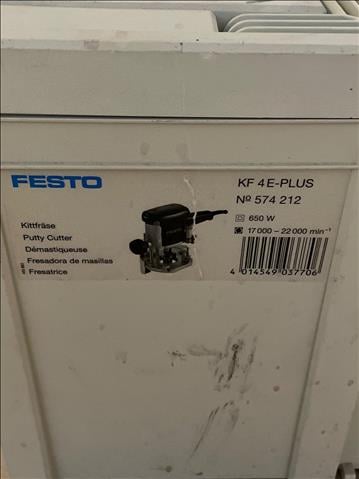 FESTO
KF 4 E-PLUS
Nº 574 212
650 W
17 000 – 22 000 min⁻¹
Kittfräse
Putty Cutter
Démastiqueuse
Fresadora de masillas
Fresatrice
4 014549 037706